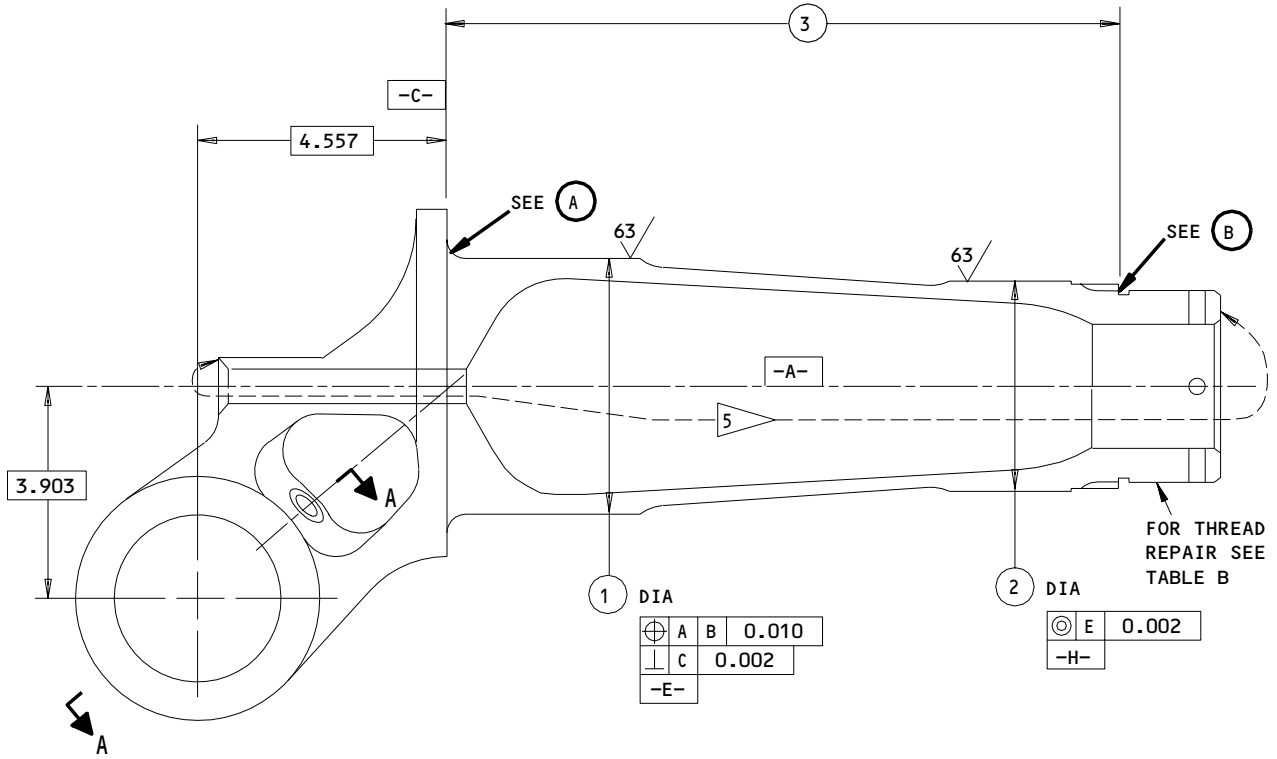 3
-C-
4.557
SEE A
63
63
SEE B
-A-
5
3.903
A
FOR THREAD
REPAIR SEE
TABLE B
1 DIA
2 DIA
⌖ A B 0.010
◎ E 0.002
⊥ C 0.002
-H-
-E-
A